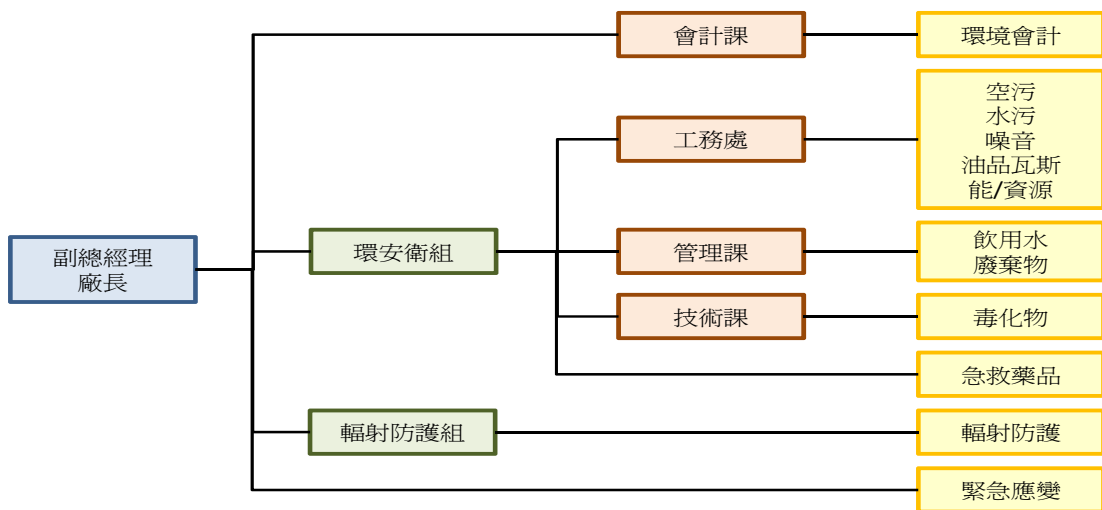 會計課
環境會計
空污
水污
噪音
油品瓦斯
能/資源
工務處
副總經理
廠長
環安衛組
管理課
飲用水
廢棄物
技術課
毒化物
急救藥品
輻射防護組
輻射防護
緊急應變